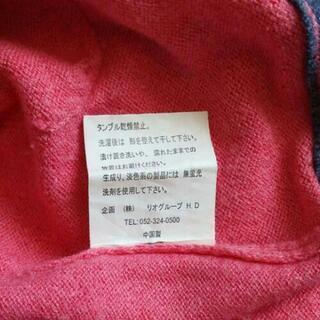 タンブル乾燥禁止。
洗濯後は 形を整えて干して下さい。
漬け置き洗いや、濡れたままでの
放置はお避けください。
生成り、淡色系の製品には 無蛍光
洗剤を使用して下さい。
企画 (株) リオグループ H.D
TEL: 052-324-0500
中国製